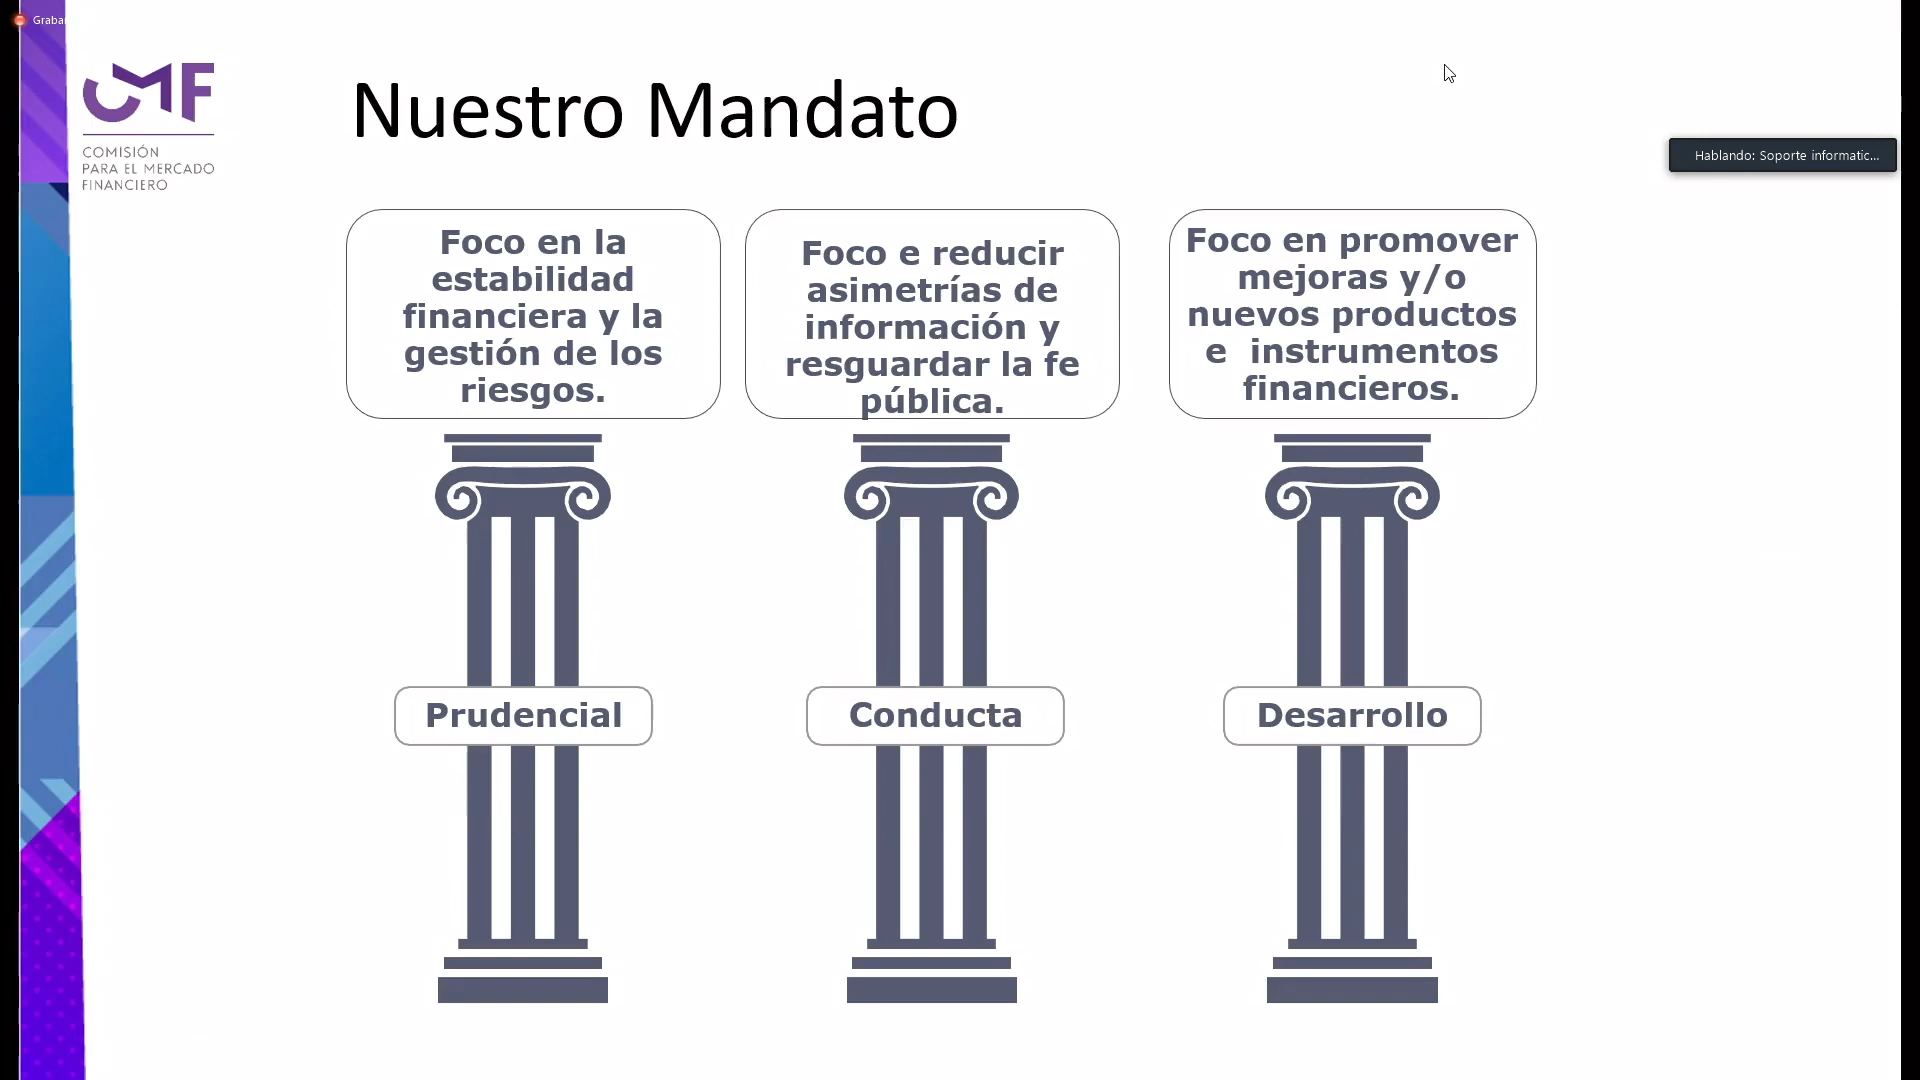 Graba
CMF
COMISIÓN
PARA EL MERCADO
FINANCIERO
Nuestro Mandato
Hablando: Soporte informatic...
Foco en la
estabilidad
financiera y la
gestión de los
riesgos.
Foco e reducir
asimetrías de
información y
resguardar la fe
pública.
Foco en promover
mejoras y/o
nuevos productos
e  instrumentos
financieros.
Prudencial
Conducta
Desarrollo